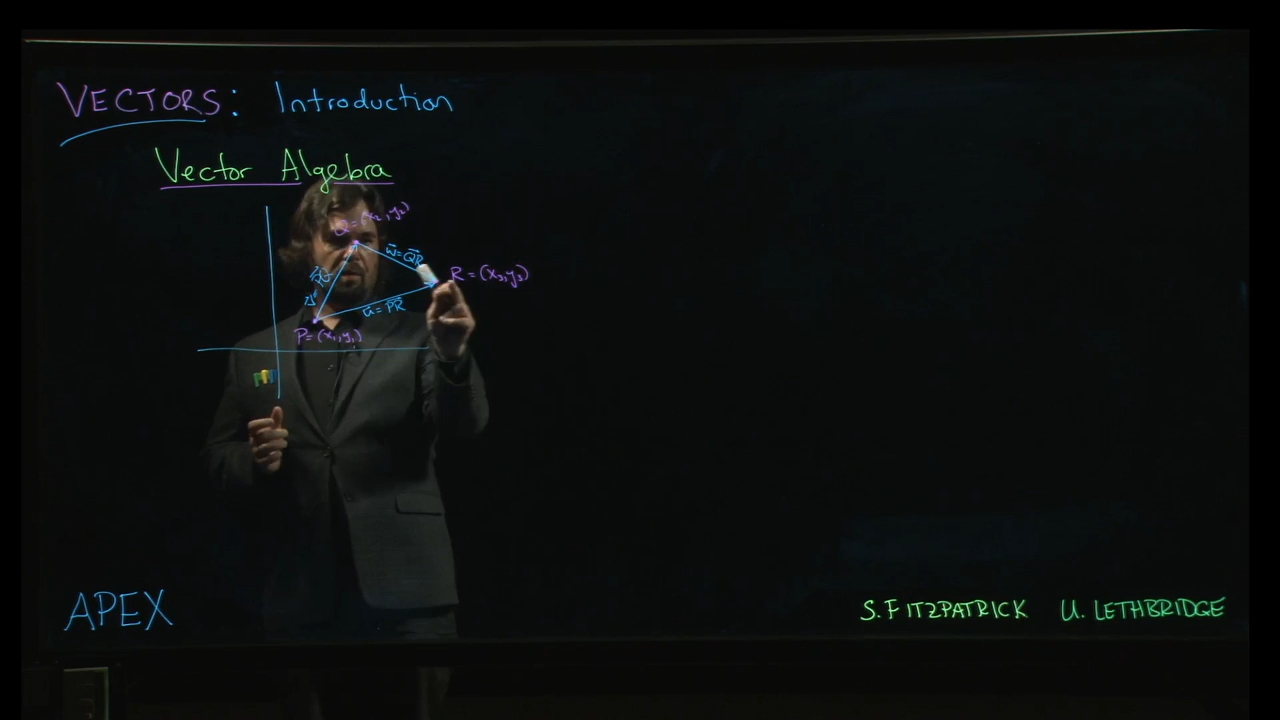 VECTORS: Introduction
Vector Algebra
Q = (x₂, y₂)
w⃗ = QR⃗
R = (x₃, y₃)
u⃗ = PR⃗
P = (x₁, y₁)
APEX
S. FITZPATRICK U. LETHBRIDGE